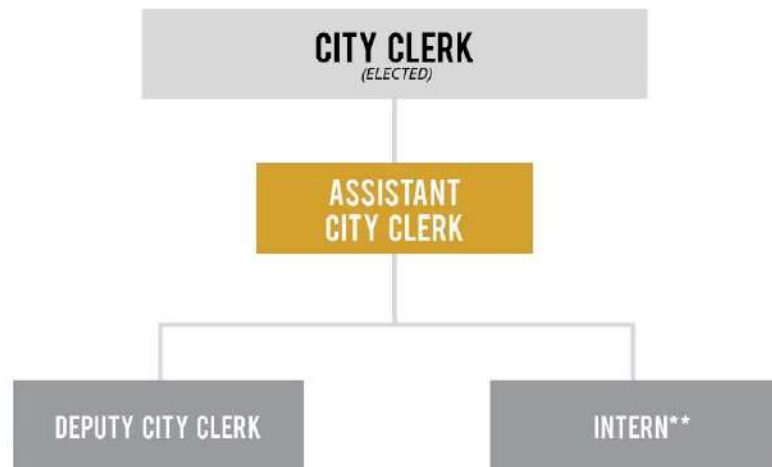 CITY CLERK
(ELECTED)
ASSISTANT
CITY CLERK
DEPUTY CITY CLERK
INTERN**